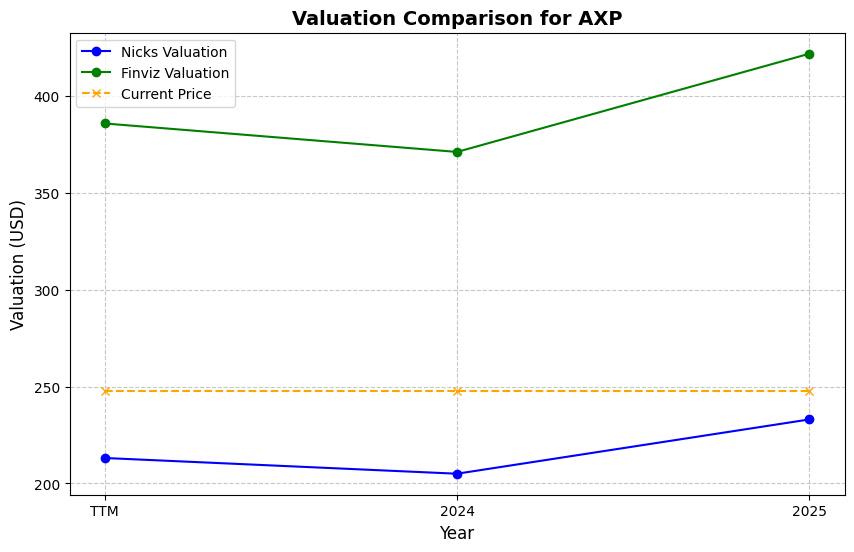 Valuation Comparison for AXP
Nicks Valuation
Finviz Valuation
Current Price
Valuation (USD)
400
350
300
250
200
TTM
2024
2025
Year